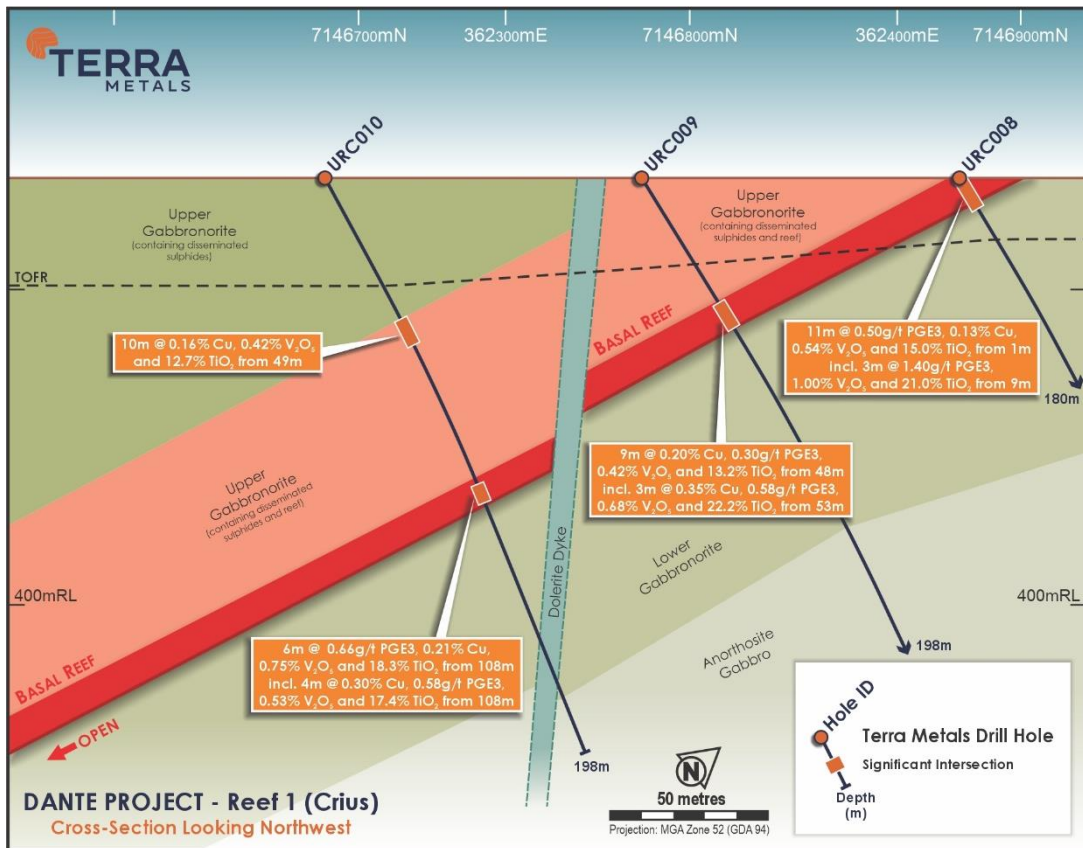 TERRA
METALS
7146700mN
362300mE
7146800mN
362400mE
7146900mN
URC010
URC009
URC008
Upper
Gabbronorite
(containing disseminated
sulphides)
Upper
Gabbronorite
(containing disseminated
sulphides and reef)
TOFR
BASAL REEF
10m @ 0.16% Cu, 0.42% V₂O₅
and 12.7% TiO₂ from 49m
11m @ 0.50g/t PGE3, 0.13% Cu,
0.54% V₂O₅ and 15.0% TiO₂ from 1m
incl. 3m @ 1.40g/t PGE3,
1.00% V₂O₅ and 21.0% TiO₂ from 9m
180m
9m @ 0.20% Cu, 0.30g/t PGE3,
0.42% V₂O₅ and 13.2% TiO₂ from 48m
incl. 3m @ 0.35% Cu, 0.58g/t PGE3,
0.68% V₂O₅ and 22.2% TiO₂ from 53m
Upper
Gabbronorite
(containing disseminated
sulphides and reef)
Dolerite Dyke
Lower
Gabbronorite
400mRL
400mRL
Anorthosite
Gabbro
198m
6m @ 0.66g/t PGE3, 0.21% Cu,
0.75% V₂O₅ and 18.3% TiO₂ from 108m
incl. 4m @ 0.30% Cu, 0.58g/t PGE3,
0.53% V₂O₅ and 17.4% TiO₂ from 108m
BASAL REEF
OPEN
198m
Hole ID
Terra Metals Drill Hole
Significant Intersection
Depth
(m)
N
50 metres
Projection: MGA Zone 52 (GDA 94)
DANTE PROJECT - Reef 1 (Crius)
Cross-Section Looking Northwest